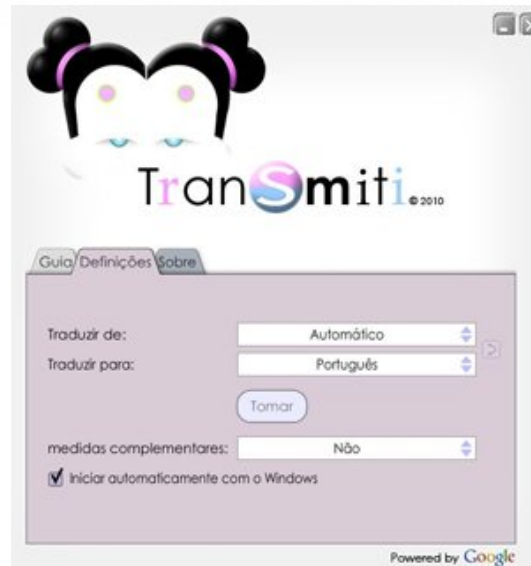 TranSmiti © 2010
Guia Definições Sobre
Traduzir de: Automático
Traduzir para: Português
Tornar
medidas complementares: Não
Iniciar automaticamente com o Windows
Powered by Google